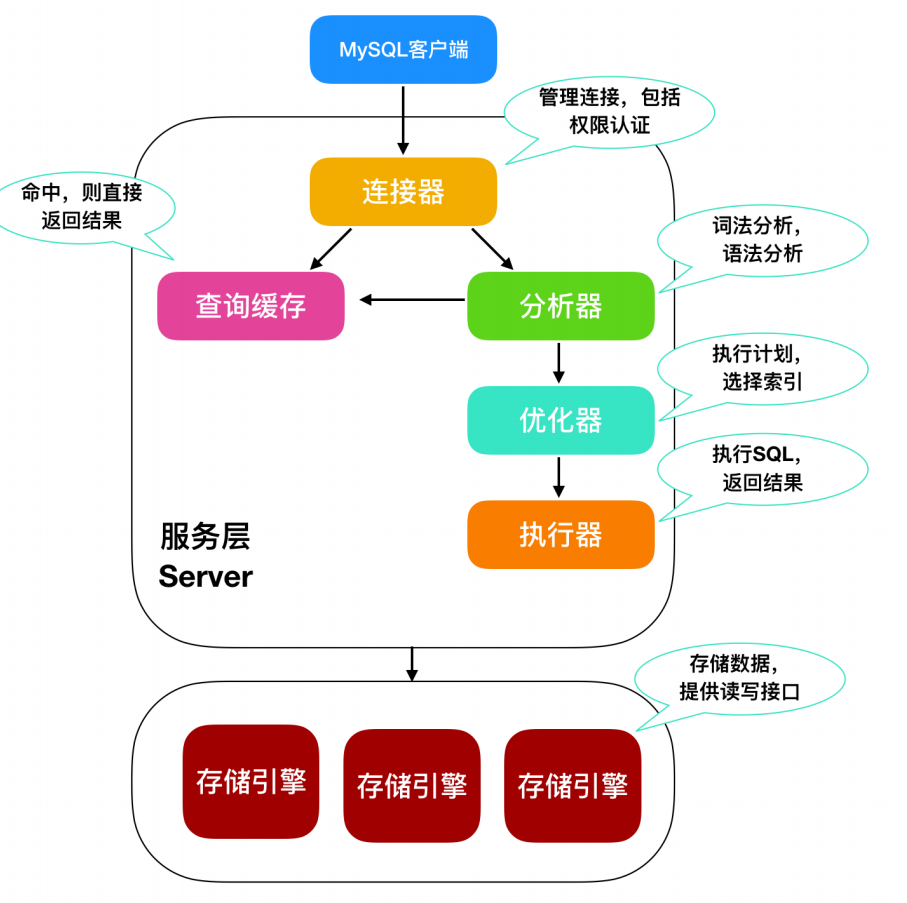 MySQL客户端
管理连接，包括
权限认证
连接器
命中，则直接
返回结果
词法分析，
语法分析
查询缓存
分析器
执行计划，
选择索引
优化器
执行SQL，
返回结果
执行器
服务层
Server
存储数据，
提供读写接口
存储引擎
存储引擎
存储引擎